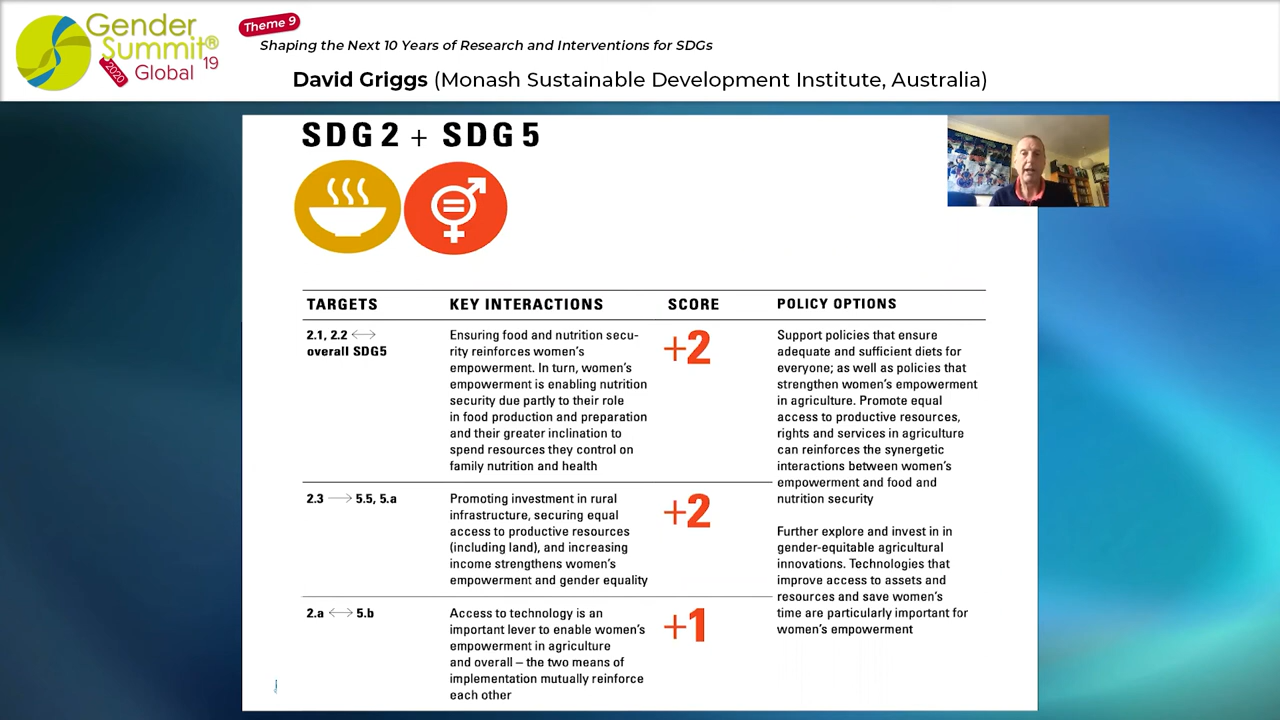 Gender
Summit®
Global 19
2020
Theme 9
Shaping the Next 10 Years of Research and Interventions for SDGs
David Griggs (Monash Sustainable Development Institute, Australia)
SDG2 + SDG5
TARGETS KEY INTERACTIONS SCORE POLICY OPTIONS
2.1, 2.2 ⟷
overall SDG5
Ensuring food and nutrition secu-
rity reinforces women's
empowerment. In turn, women's
empowerment is enabling nutrition
security due partly to their role
in food production and preparation
and their greater inclination to
spend resources they control on
family nutrition and health
+2
2.3 ⟶ 5.5, 5.a
Promoting investment in rural
infrastructure, securing equal
access to productive resources
(including land), and increasing
income strengthens women's
empowerment and gender equality
+2
2.a ⟷ 5.b
Access to technology is an
important lever to enable women's
empowerment in agriculture
and overall – the two means of
implementation mutually reinforce
each other
+1
Support policies that ensure
adequate and sufficient diets for
everyone; as well as policies that
strengthen women's empowerment
in agriculture. Promote equal
access to productive resources,
rights and services in agriculture
can reinforces the synergetic
interactions between women's
empowerment and food and
nutrition security
Further explore and invest in in
gender-equitable agricultural
innovations. Technologies that
improve access to assets and
resources and save women's
time are particularly important for
women's empowerment